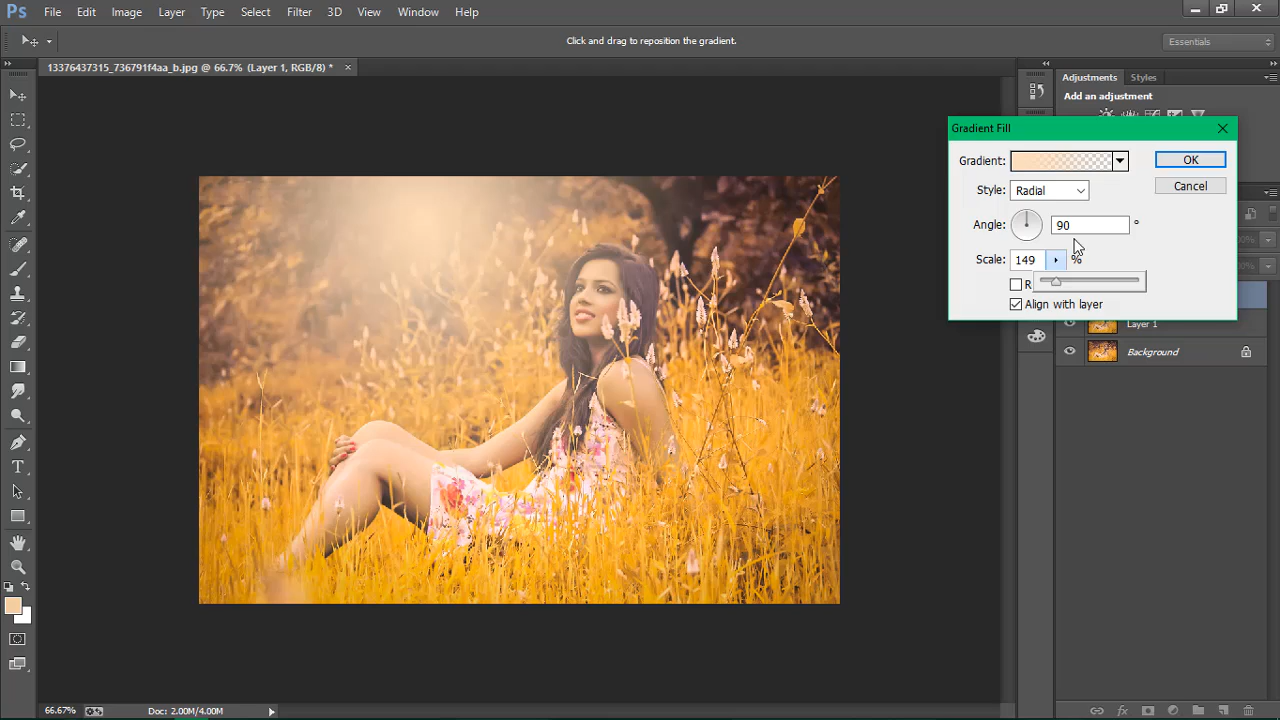 Ps File Edit Image Layer Type Select Filter 3D View Window Help
Click and drag to reposition the gradient.
Essentials
13376437315_736791f4aa_b.jpg @ 66.7% (Layer 1, RGB/8) * ×
Adjustments Styles
Add an adjustment
Gradient Fill
Gradient:
OK
Style: Radial
Cancel
Angle: 90 °
Scale: 149 %
R
Align with layer
Layer 1
Background
T
66.67% Doc: 2.00M/4.00M
fx